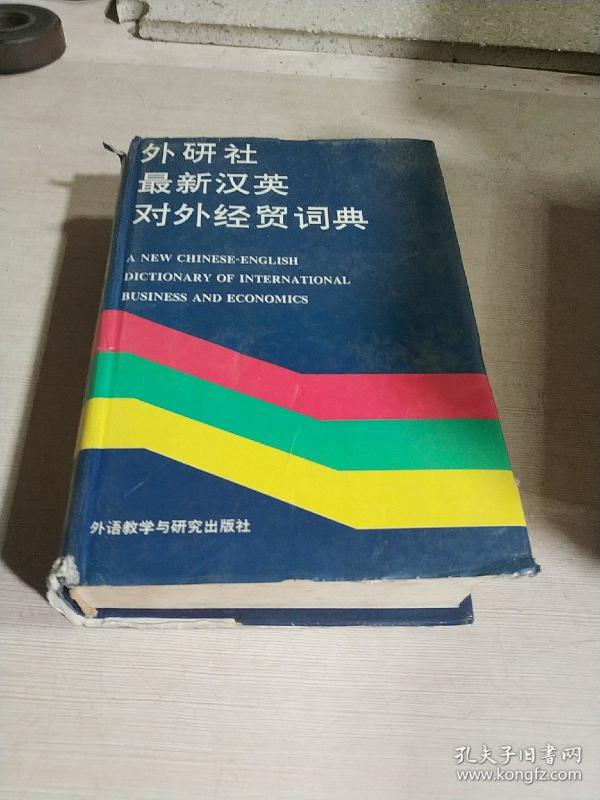 外研社
最新汉英
对外经贸词典
A NEW CHINESE-ENGLISH
DICTIONARY OF INTERNATIONAL
BUSINESS AND ECONOMICS
外语教学与研究出版社
孔夫子旧书网
www.kongfz.com